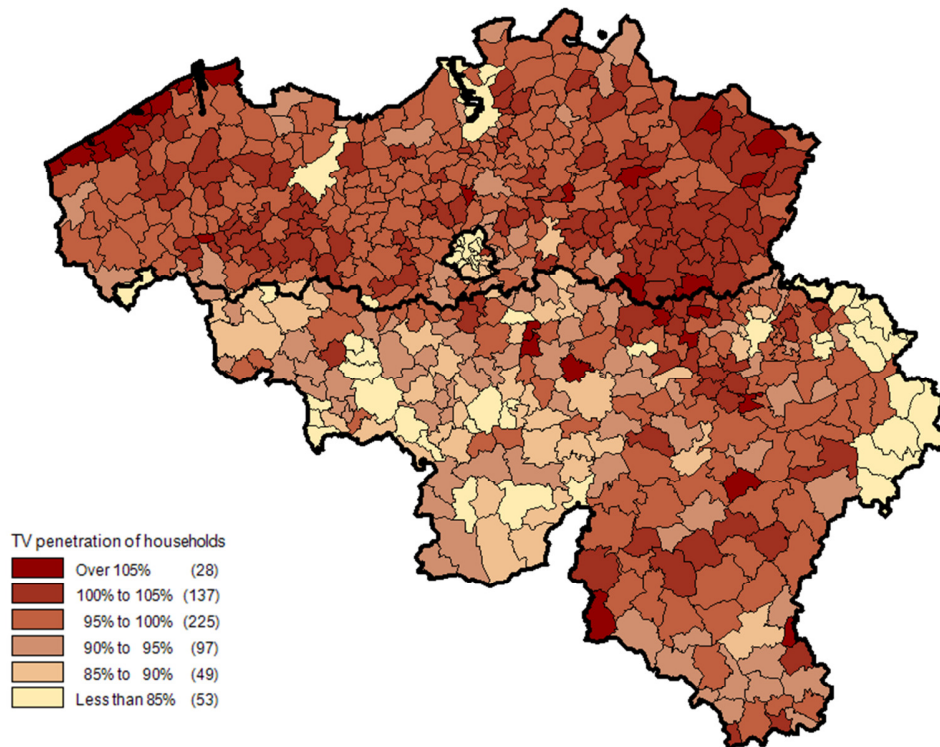 TV penetration of households
Over 105% (28)
100% to 105% (137)
95% to 100% (225)
90% to 95% (97)
85% to 90% (49)
Less than 85% (53)